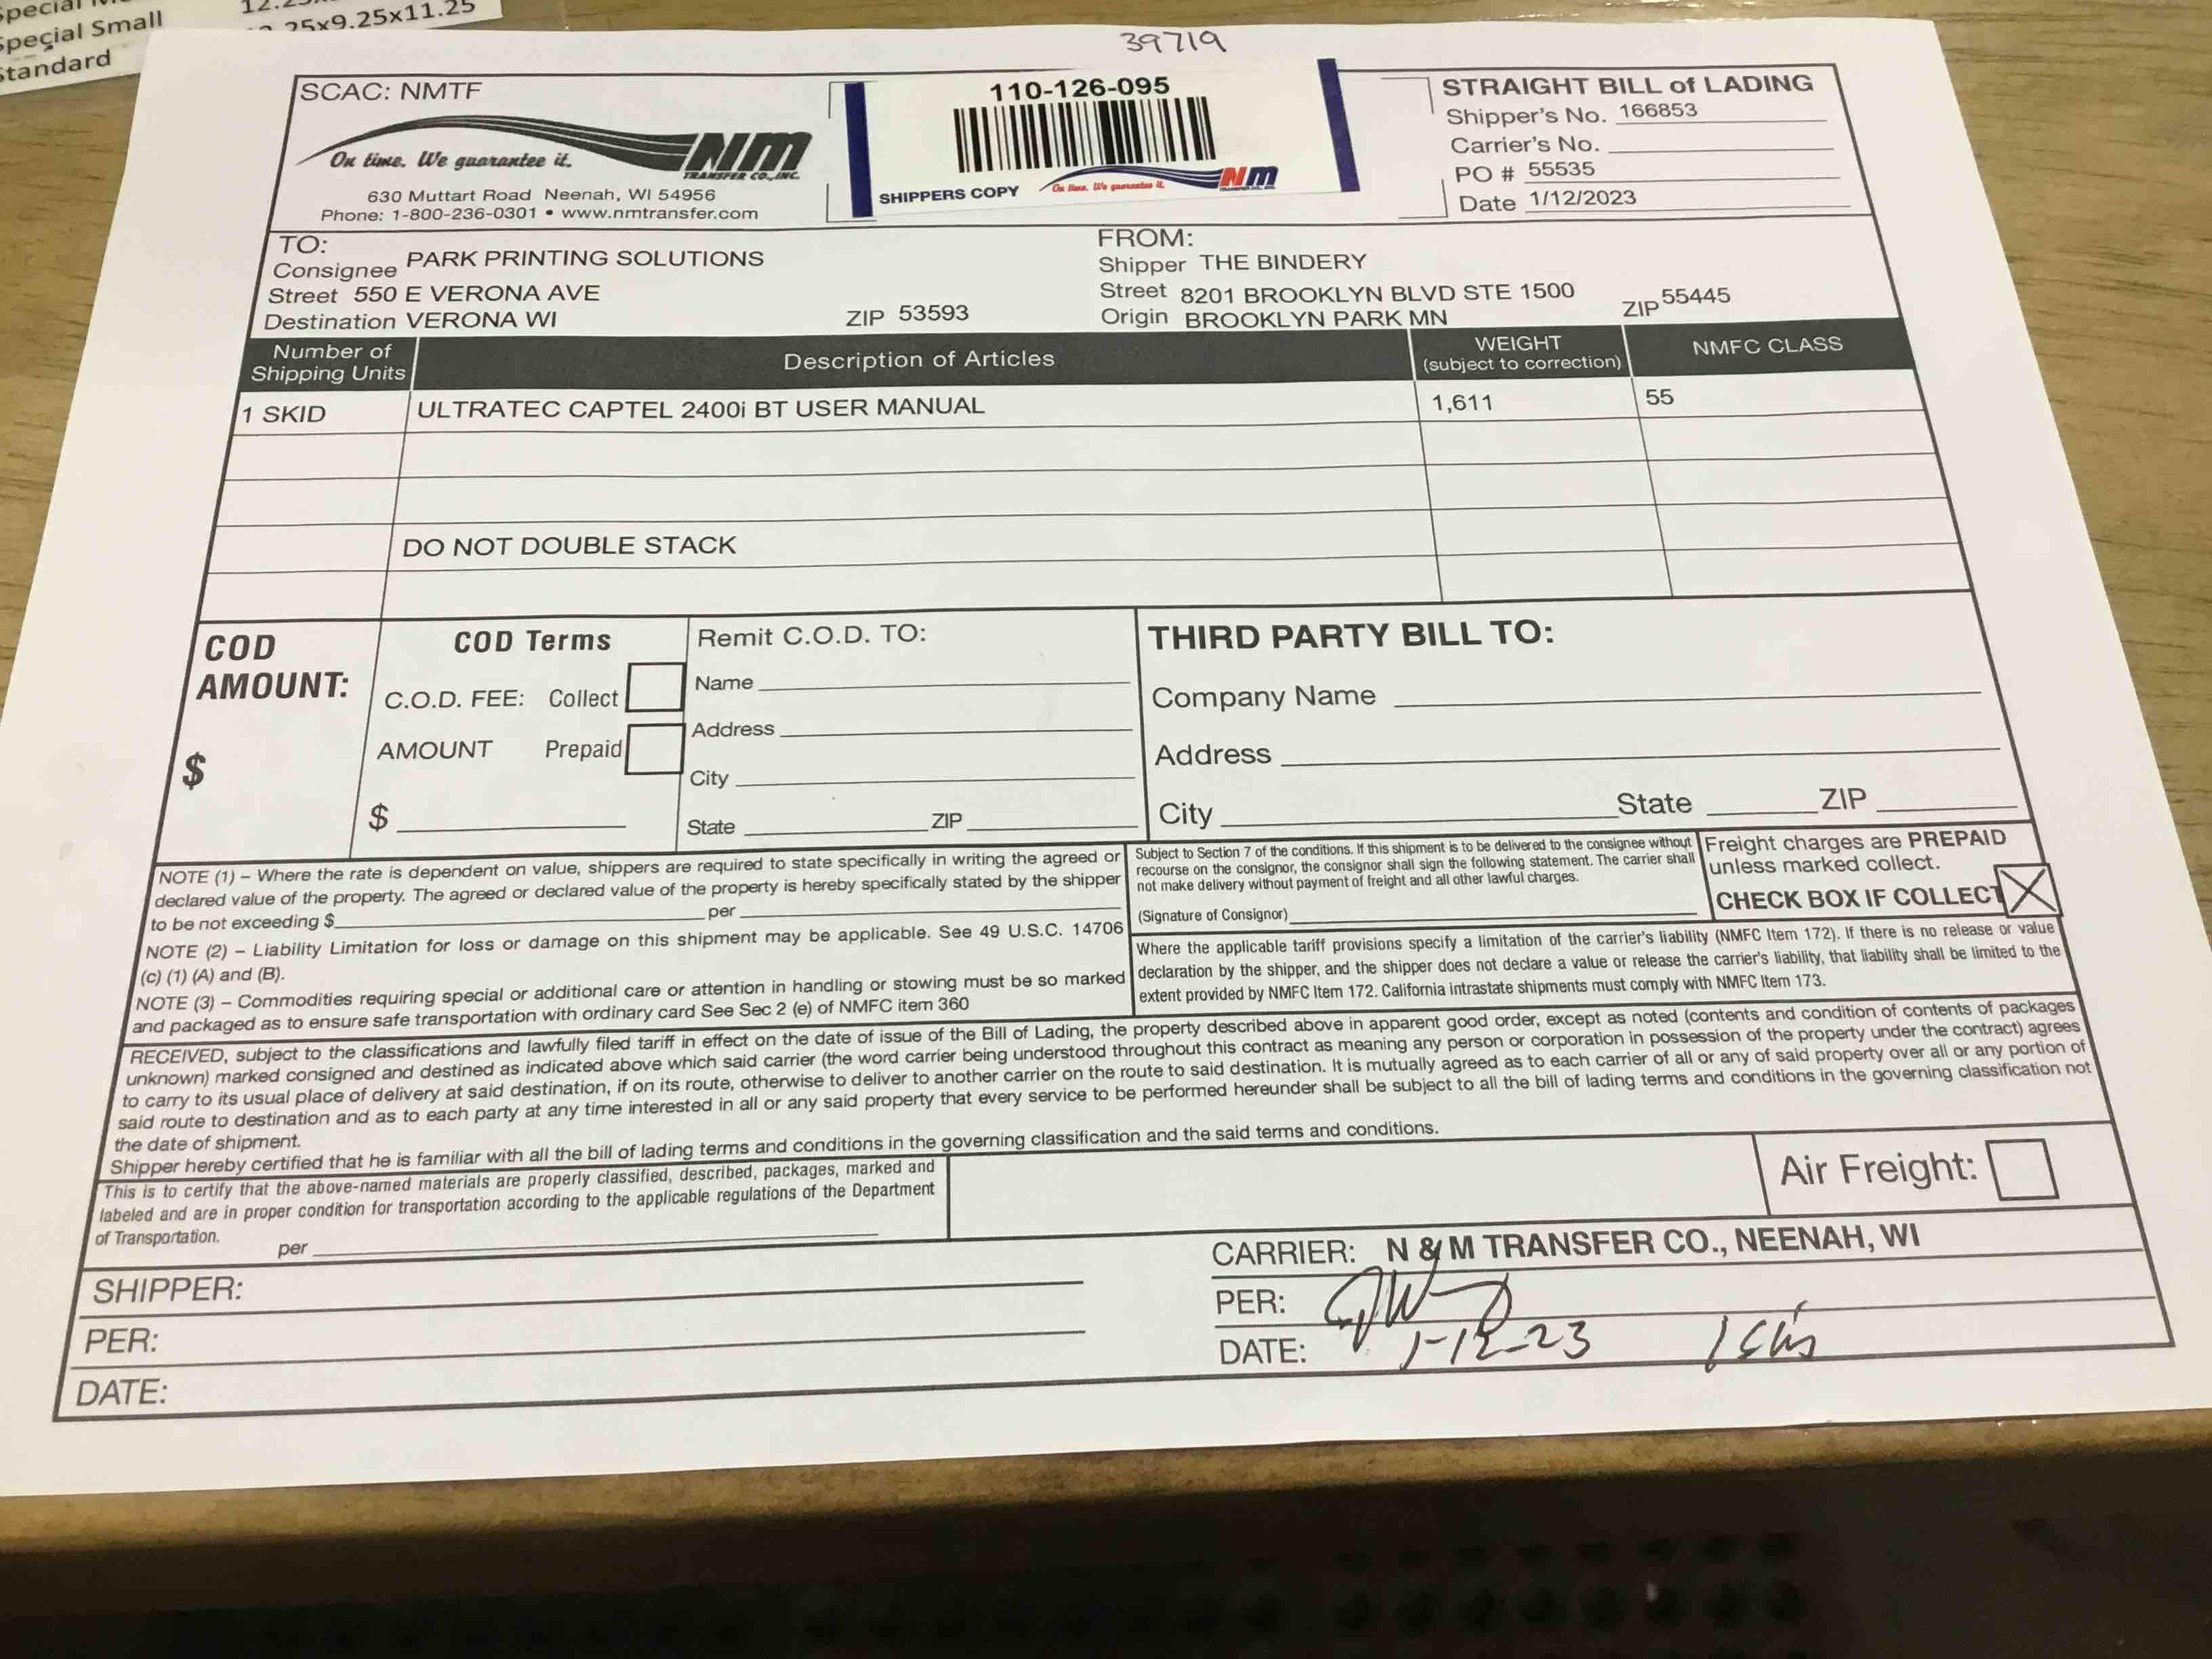 Special Small
Standard
25x9.25x11.25
39719
SCAC: NMTF
On time. We guarantee it.
NM
TRANSFER CO., INC.
630 Muttart Road Neenah, WI 54956
Phone: 1-800-236-0301 • www.nmtransfer.com
110-126-095
SHIPPERS COPY
On time. We guarantee it.
NM
STRAIGHT BILL of LADING
Shipper's No. 166853
Carrier's No.
PO # 55535
Date 1/12/2023
TO:
Consignee PARK PRINTING SOLUTIONS
Street 550 E VERONA AVE
Destination VERONA WI ZIP 53593
FROM:
Shipper THE BINDERY
Street 8201 BROOKLYN BLVD STE 1500
Origin BROOKLYN PARK MN ZIP 55445
Number of
Shipping Units
Description of Articles
WEIGHT
(subject to correction)
NMFC CLASS
1 SKID ULTRATEC CAPTEL 2400i BT USER MANUAL 1,611 55
DO NOT DOUBLE STACK
COD
AMOUNT:
$
COD Terms
C.O.D. FEE: Collect
AMOUNT Prepaid
$
Remit C.O.D. TO:
Name
Address
City
State ZIP
THIRD PARTY BILL TO:
Company Name
Address
City State ZIP
NOTE (1) – Where the rate is dependent on value, shippers are required to state specifically in writing the agreed or
declared value of the property. The agreed or declared value of the property is hereby specifically stated by the shipper
to be not exceeding $ per
NOTE (2) – Liability Limitation for loss or damage on this shipment may be applicable. See 49 U.S.C. 14706
(c) (1) (A) and (B).
NOTE (3) – Commodities requiring special or additional care or attention in handling or stowing must be so marked
and packaged as to ensure safe transportation with ordinary card See Sec 2 (e) of NMFC item 360
Subject to Section 7 of the conditions. If this shipment is to be delivered to the consignee without
recourse on the consignor, the consignor shall sign the following statement. The carrier shall
not make delivery without payment of freight and all other lawful charges.
(Signature of Consignor)
Freight charges are PREPAID
unless marked collect.
CHECK BOX IF COLLECT
Where the applicable tariff provisions specify a limitation of the carrier's liability (NMFC Item 172). If there is no release or value
declaration by the shipper, and the shipper does not declare a value or release the carrier's liability, that liability shall be limited to the
extent provided by NMFC Item 172. California intrastate shipments must comply with NMFC Item 173.
RECEIVED, subject to the classifications and lawfully filed tariff in effect on the date of issue of the Bill of Lading, the property described above in apparent good order, except as noted (contents and condition of contents of packages
unknown) marked consigned and destined as indicated above which said carrier (the word carrier being understood throughout this contract as meaning any person or corporation in possession of the property under the contract) agrees
to carry to its usual place of delivery at said destination, if on its route, otherwise to deliver to another carrier on the route to said destination. It is mutually agreed as to each carrier of all or any of said property over all or any portion of
said route to destination and as to each party at any time interested in all or any said property that every service to be performed hereunder shall be subject to all the bill of lading terms and conditions in the governing classification not
the date of shipment.
Shipper hereby certified that he is familiar with all the bill of lading terms and conditions in the governing classification and the said terms and conditions.
This is to certify that the above-named materials are properly classified, described, packages, marked and
labeled and are in proper condition for transportation according to the applicable regulations of the Department
of Transportation.
per
Air Freight:
SHIPPER:
PER:
DATE:
CARRIER: N & M TRANSFER CO., NEENAH, WI
PER:
DATE: 1-12-23